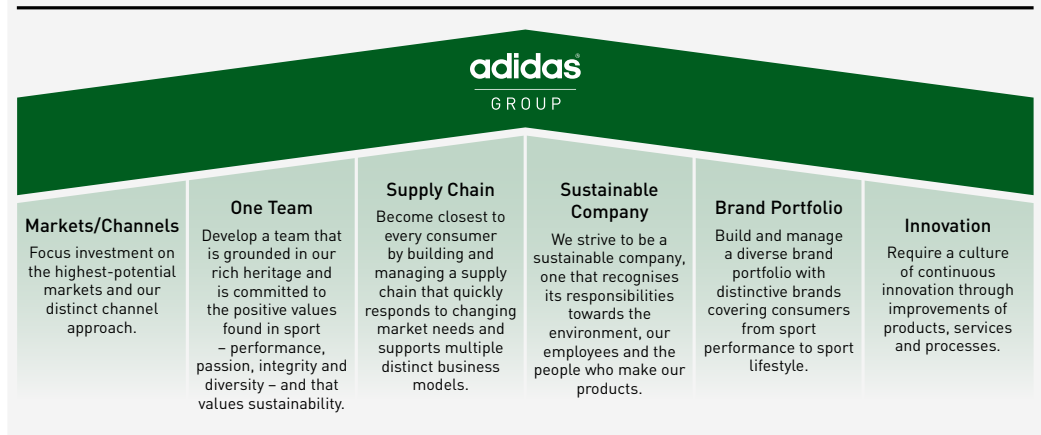 adidas®
GROUP
Markets/Channels
Focus investment on
the highest-potential
markets and our
distinct channel
approach.
One Team
Develop a team that
is grounded in our
rich heritage and
is committed to
the positive values
found in sport
– performance,
passion, integrity and
diversity – and that
values sustainability.
Supply Chain
Become closest to
every consumer
by building and
managing a supply
chain that quickly
responds to changing
market needs and
supports multiple
distinct business
models.
Sustainable
Company
We strive to be a
sustainable company,
one that recognises
its responsibilities
towards the
environment, our
employees and the
people who make our
products.
Brand Portfolio
Build and manage
a diverse brand
portfolio with
distinctive brands
covering consumers
from sport
performance to sport
lifestyle.
Innovation
Require a culture
of continuous
innovation through
improvements of
products, services
and processes.